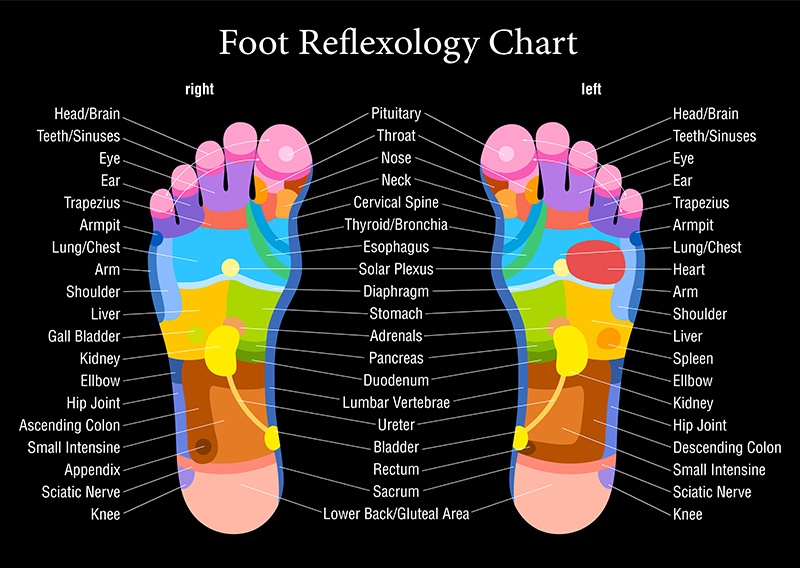 Foot Reflexology Chart
right
left
Head/Brain
Teeth/Sinuses
Eye
Ear
Trapezius
Armpit
Lung/Chest
Arm
Shoulder
Liver
Gall Bladder
Kidney
Ellbow
Hip Joint
Ascending Colon
Small Intensine
Appendix
Sciatic Nerve
Knee
Pituitary
Throat
Nose
Neck
Cervical Spine
Thyroid/Bronchia
Esophagus
Solar Plexus
Diaphragm
Stomach
Adrenals
Pancreas
Duodenum
Lumbar Vertebrae
Ureter
Bladder
Rectum
Sacrum
Lower Back/Gluteal Area
Head/Brain
Teeth/Sinuses
Eye
Ear
Trapezius
Armpit
Lung/Chest
Heart
Arm
Shoulder
Liver
Spleen
Ellbow
Kidney
Hip Joint
Descending Colon
Small Intensine
Sciatic Nerve
Knee